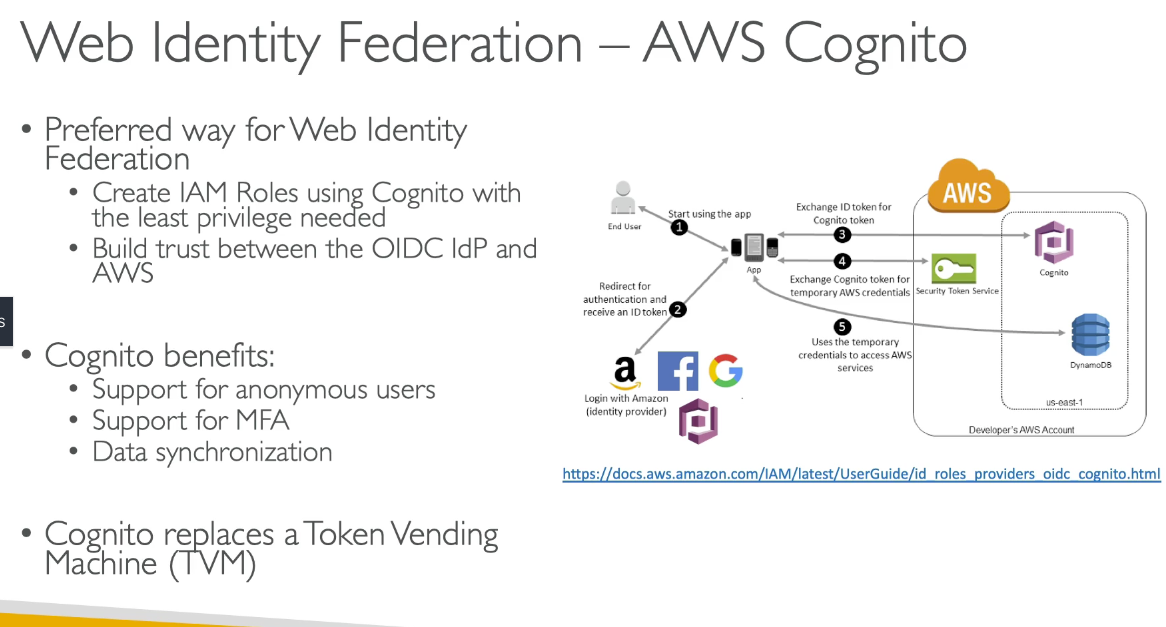 Web Identity Federation – AWS Cognito
• Preferred way for Web Identity
Federation
• Create IAM Roles using Cognito with
the least privilege needed
• Build trust between the OIDC IdP and
AWS
s
• Cognito benefits:
• Support for anonymous users
• Support for MFA
• Data synchronization
• Cognito replaces a Token Vending
Machine (TVM)
End User
Start using the app
1
App
Exchange ID token for
Cognito token
3
4
Exchange Cognito token for
temporary AWS credentials
Redirect for
authentication and
receive an ID token
2
5
Uses the temporary
credentials to access AWS
services
a
f
G
Login with Amazon
(identity provider)
AWS
Cognito
Security Token Service
DynamoDB
us-east-1
Developer's AWS Account
https://docs.aws.amazon.com/IAM/latest/UserGuide/id_roles_providers_oidc_cognito.html